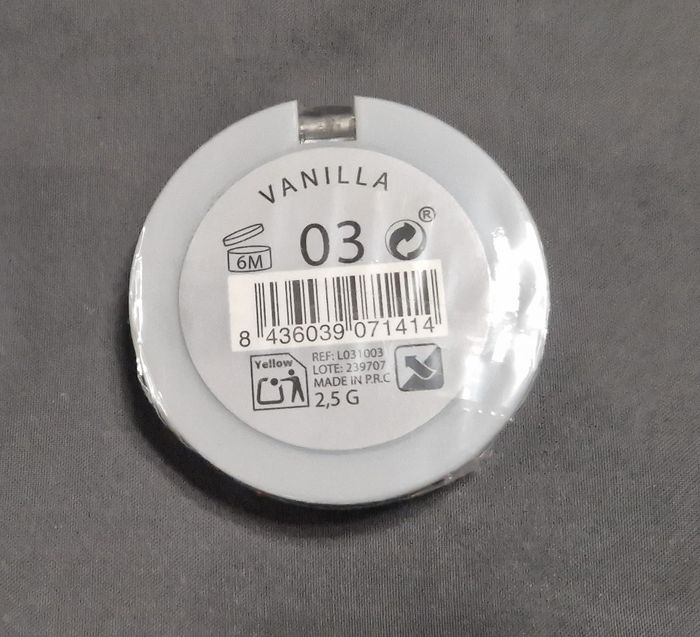 VANILLA
6M 03 ®
8 436039 071414
Yellow
REF: L031003
LOTE: 239707
MADE IN P.R.C
2,5 G